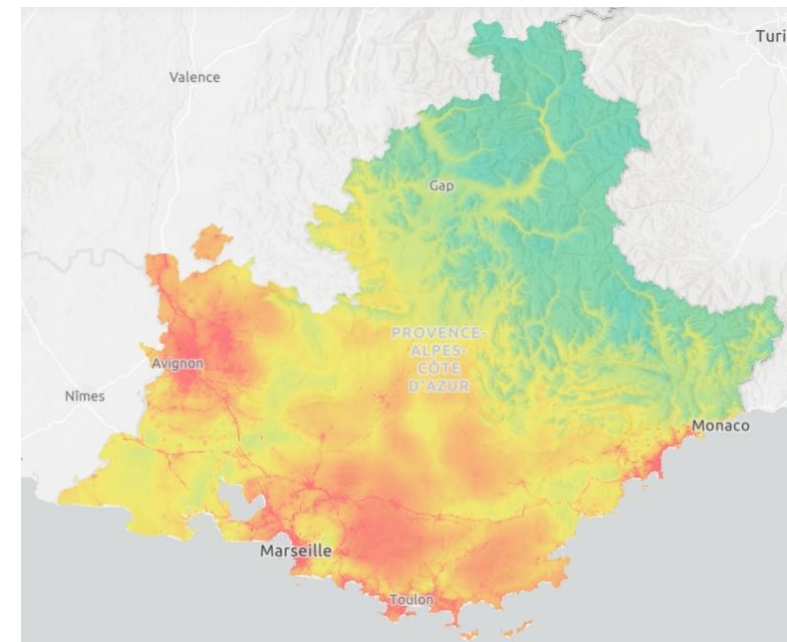 Turi
Valence
Gap
PROVENCE-
ALPES-
CÔTE
D'AZUR
Avignon
Nîmes
Monaco
Marseille
Toulon